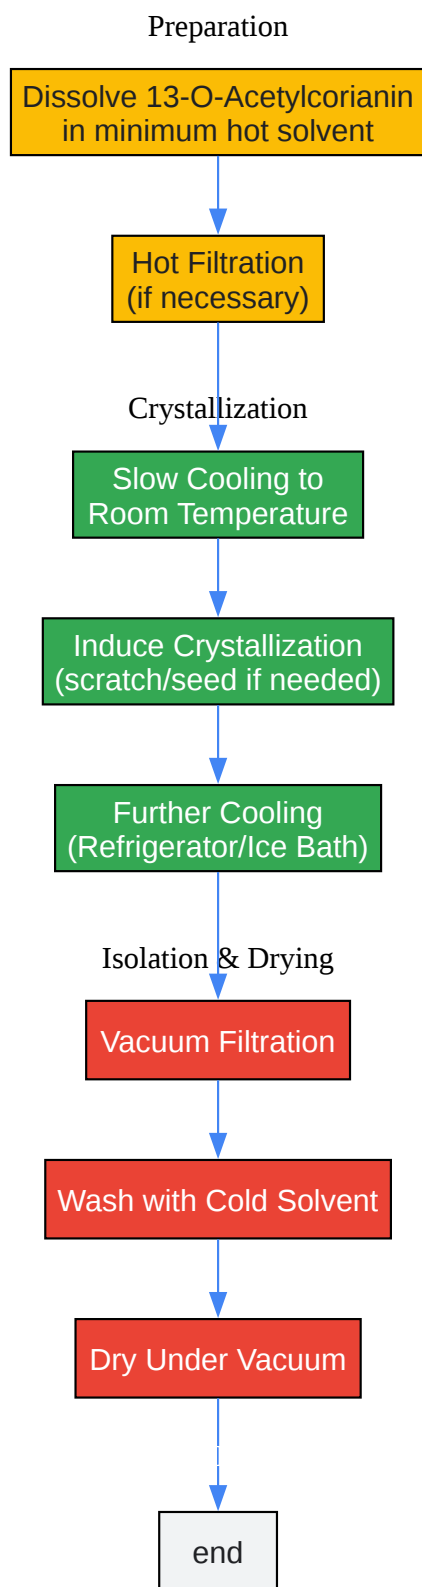 Preparation
Dissolve 13-O-Acetylcorianin
in minimum hot solvent
Hot Filtration
(if necessary)
Crystallization
Slow Cooling to
Room Temperature
Induce Crystallization
(scratch/seed if needed)
Further Cooling
(Refrigerator/Ice Bath)
Isolation & Drying
Vacuum Filtration
Wash with Cold Solvent
Dry Under Vacuum
end